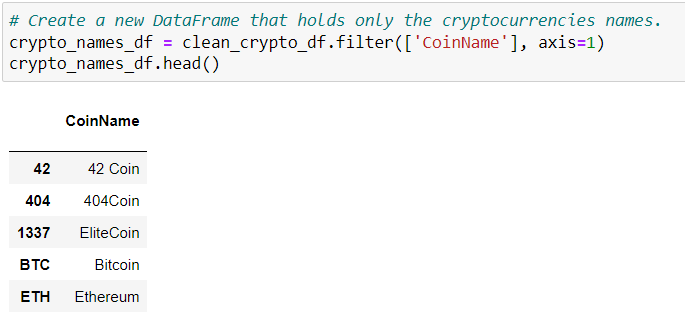 # Create a new DataFrame that holds only the cryptocurrencies names.
crypto_names_df = clean_crypto_df.filter(['CoinName'], axis=1)
crypto_names_df.head()
CoinName
42 42 Coin
404 404Coin
1337 EliteCoin
BTC Bitcoin
ETH Ethereum